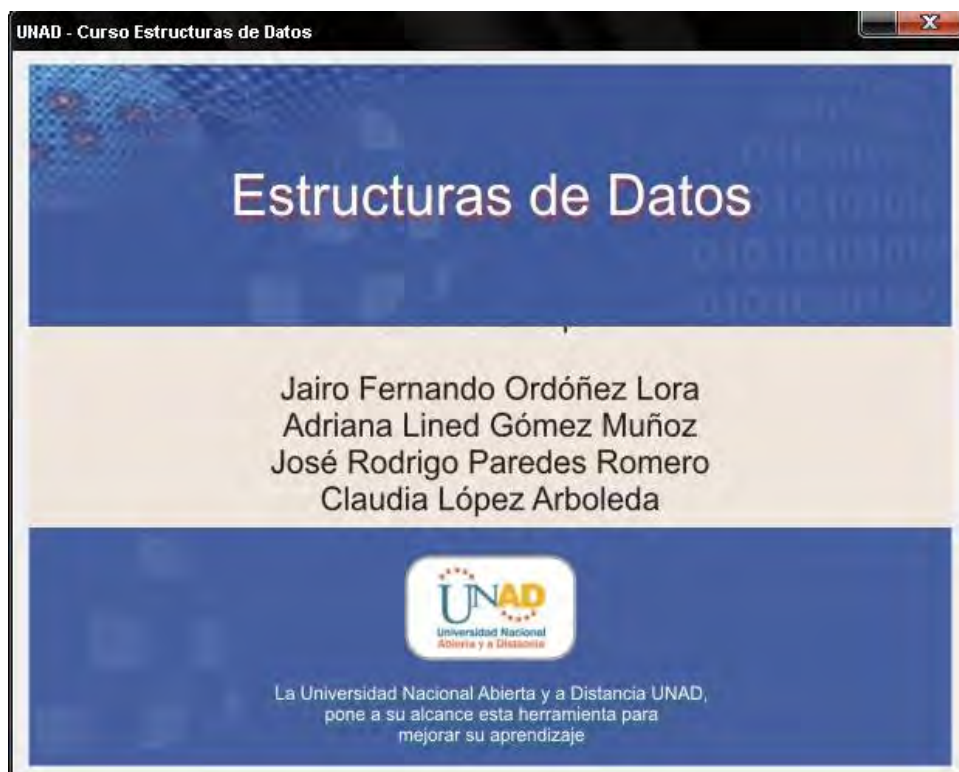 UNAD - Curso Estructuras de Datos
Estructuras de Datos
Jairo Fernando Ordóñez Lora
Adriana Lined Gómez Muñoz
José Rodrigo Paredes Romero
Claudia López Arboleda
UNAD
Universidad Nacional
Abierta y a Distancia
La Universidad Nacional Abierta y a Distancia UNAD,
pone a su alcance esta herramienta para
mejorar su aprendizaje